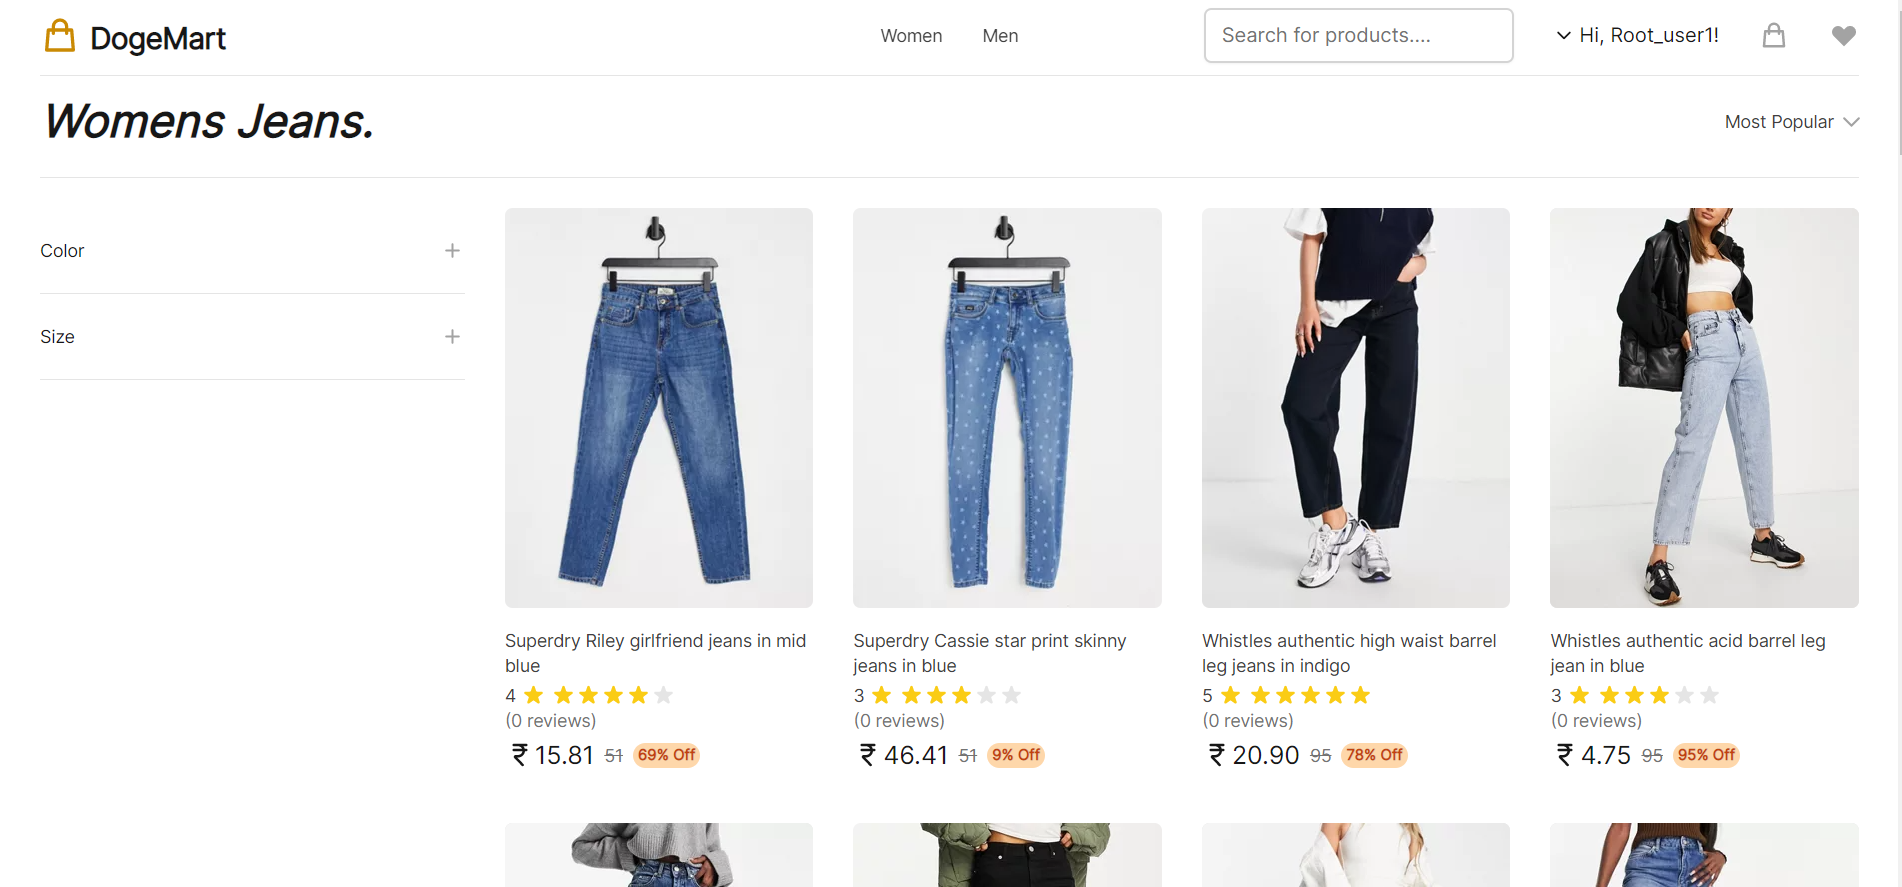 DogeMart
Women Men
Search for products....
Hi, Root_user1!
Womens Jeans.
Most Popular
Color
Size
Superdry Riley girlfriend jeans in mid
blue
4
(0 reviews)
₹ 15.81 51 69% Off
Superdry Cassie star print skinny
jeans in blue
3
(0 reviews)
₹ 46.41 51 9% Off
Whistles authentic high waist barrel
leg jeans in indigo
5
(0 reviews)
₹ 20.90 95 78% Off
Whistles authentic acid barrel leg
jean in blue
3
(0 reviews)
₹ 4.75 95 95% Off